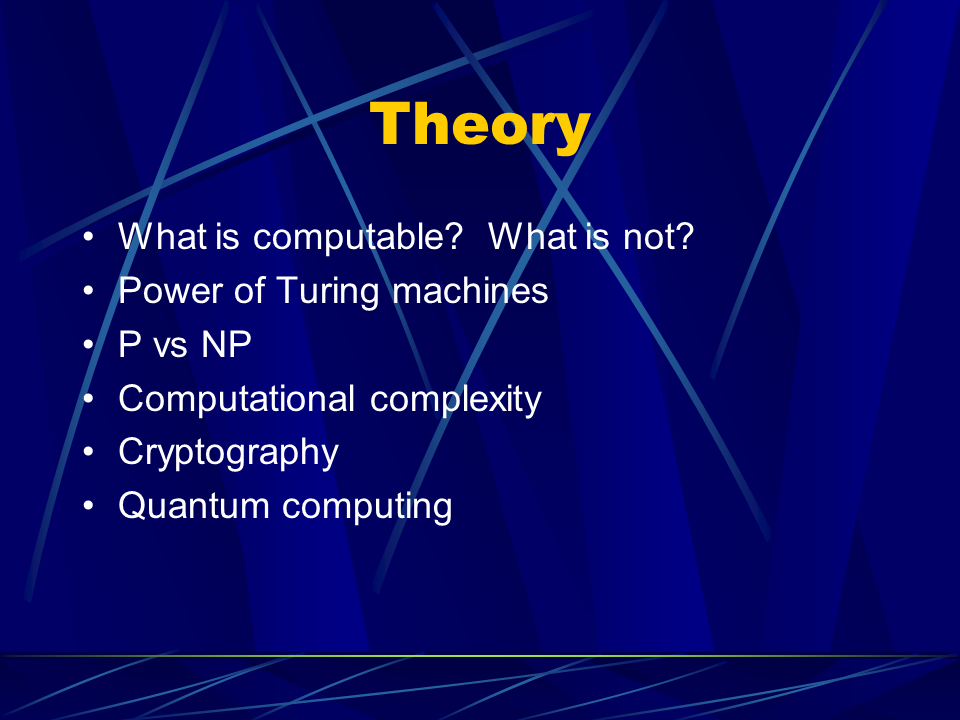 Theory
• What is computable?  What is not?
• Power of Turing machines
• P vs NP
• Computational complexity
• Cryptography
• Quantum computing